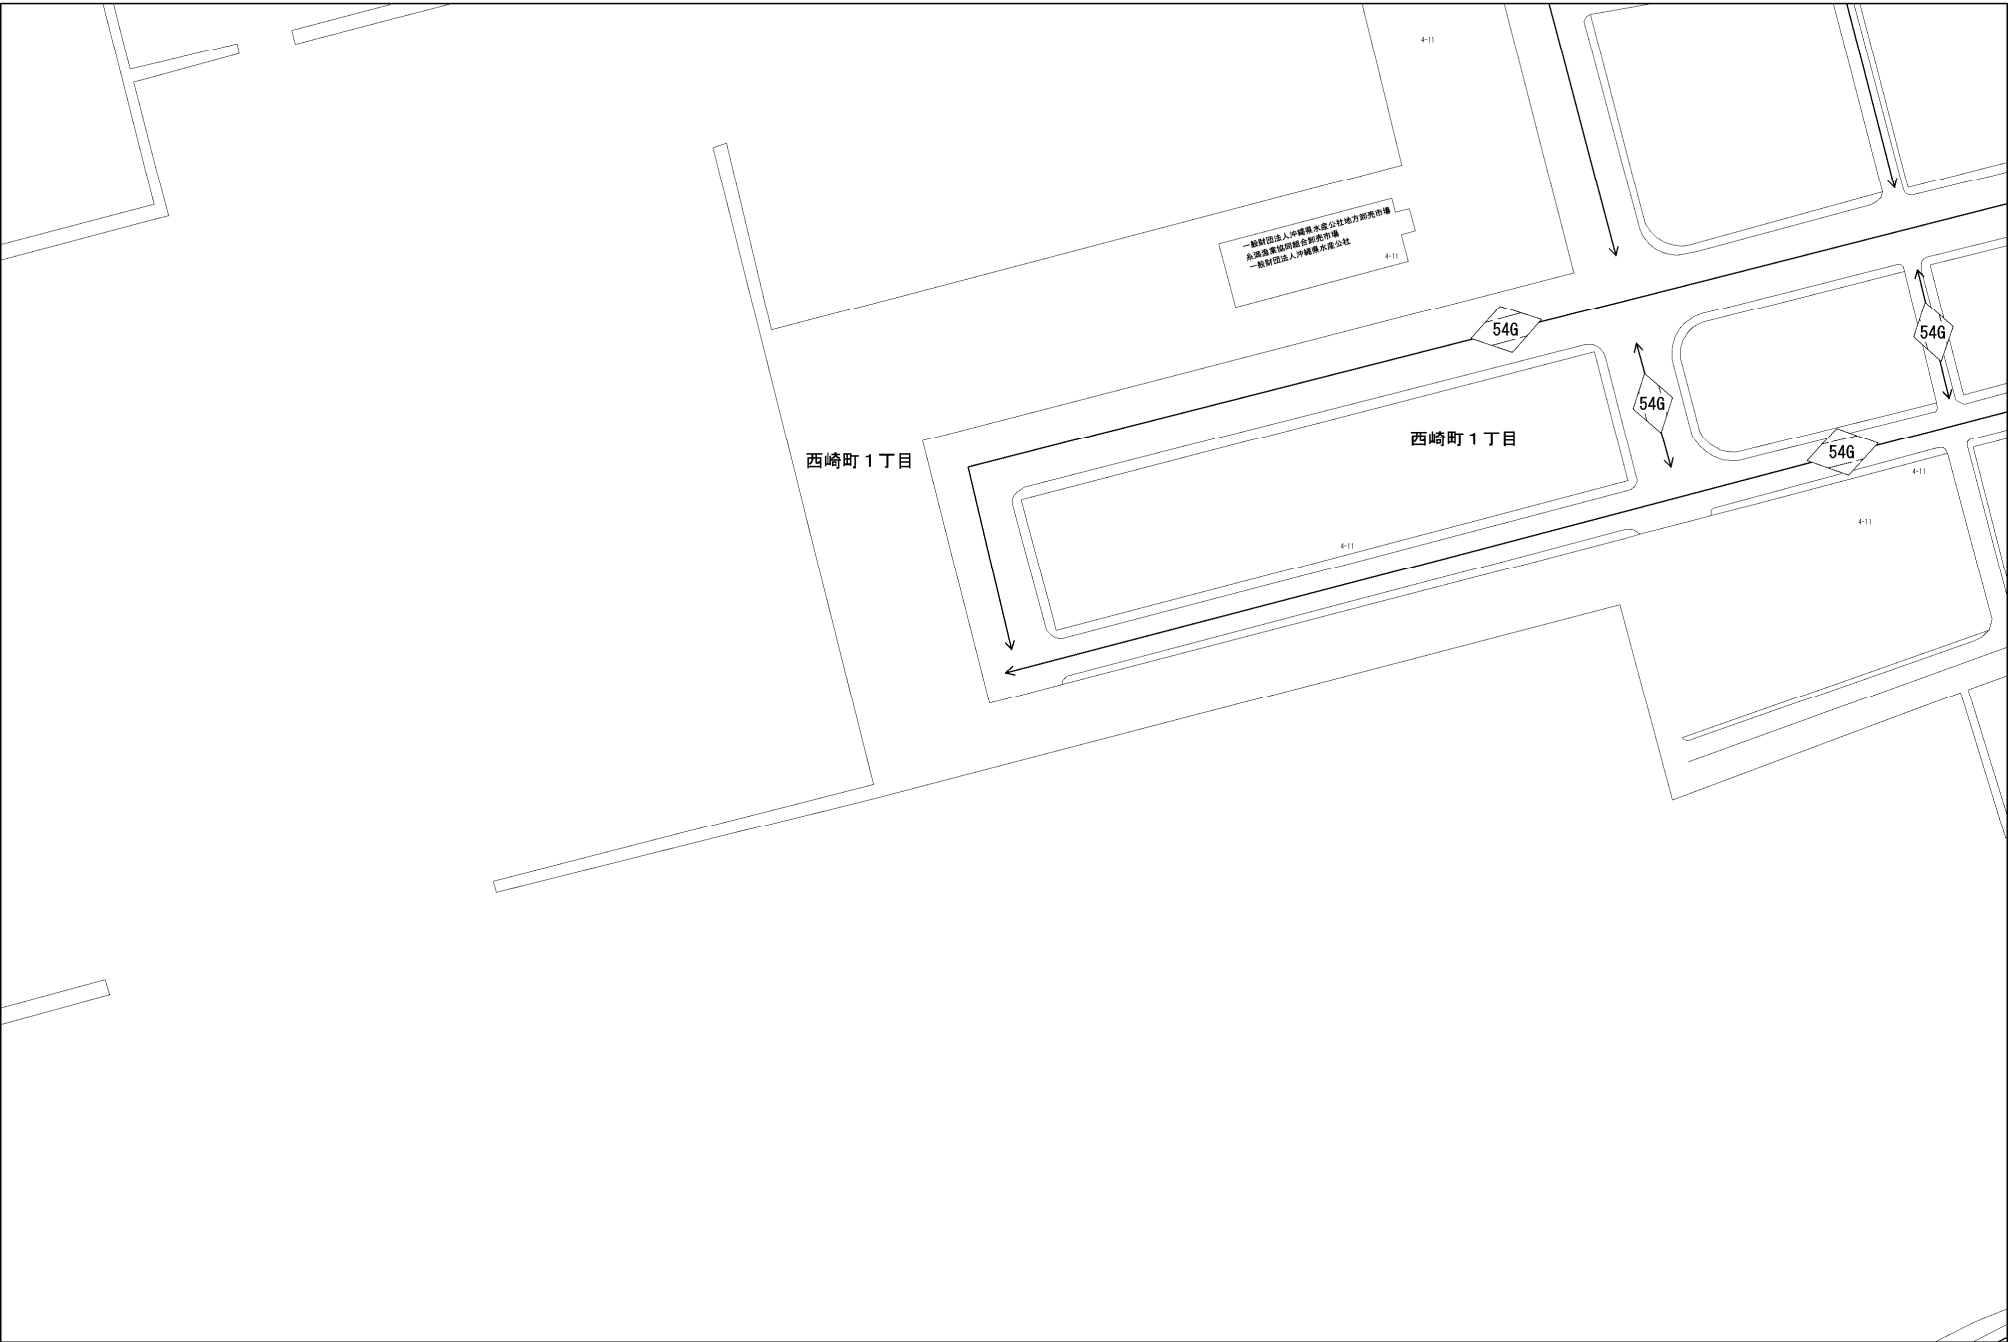 4-11
一般財団法人沖縄県水産公社地方卸売市場
糸満漁業協同組合卸売市場
一般財団法人沖縄県水産公社
4-11
54G
54G
54G
西崎町1丁目
西崎町1丁目
54G
4-11
4-11
4-11